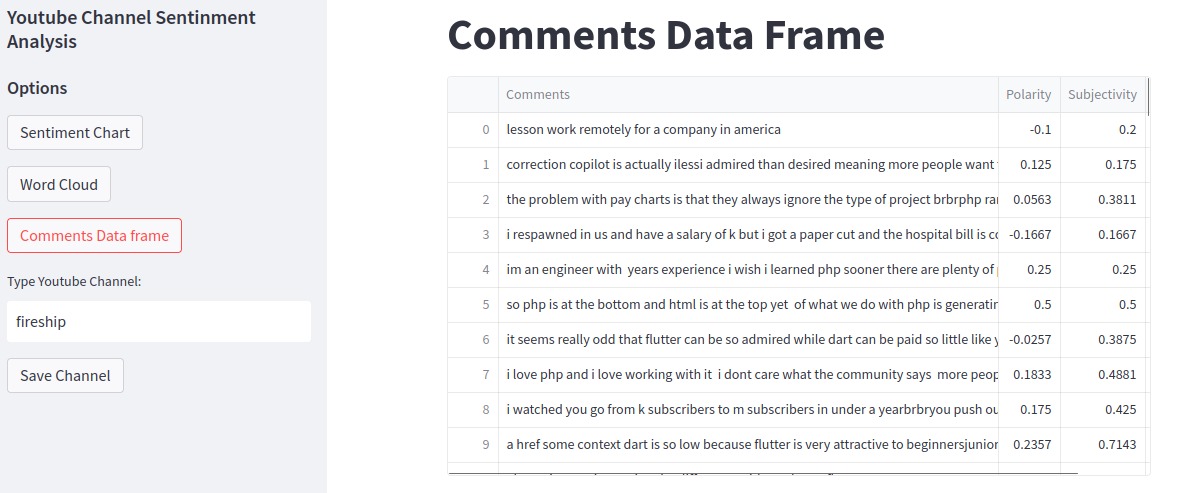 Youtube Channel Sentinment
Analysis
Options
Sentiment Chart
Word Cloud
Comments Data frame
Type Youtube Channel:
fireship
Save Channel
Comments Data Frame
Comments Polarity Subjectivity
0 lesson work remotely for a company in america -0.1 0.2
1 correction copilot is actually ilessi admired than desired meaning more people want 0.125 0.175
2 the problem with pay charts is that they always ignore the type of project brbrphp 0.0563 0.3811
3 i respawned in us and have a salary of k but i got a paper cut and the hospital bill is -0.1667 0.1667
4 im an engineer with years experience i wish i learned php sooner there are plenty of 0.25 0.25
5 so php is at the bottom and html is at the top yet of what we do with php is 0.5 0.5
6 it seems really odd that flutter can be so admired while dart can be paid so little like -0.0257 0.3875
7 i love php and i love working with it i dont care what the community says more 0.1833 0.4881
8 i watched you go from k subscribers to m subscribers in under a yearbrbryou push 0.175 0.425
9 a href some context dart is so low because flutter is very attractive to beginnersjunior 0.2357 0.7143